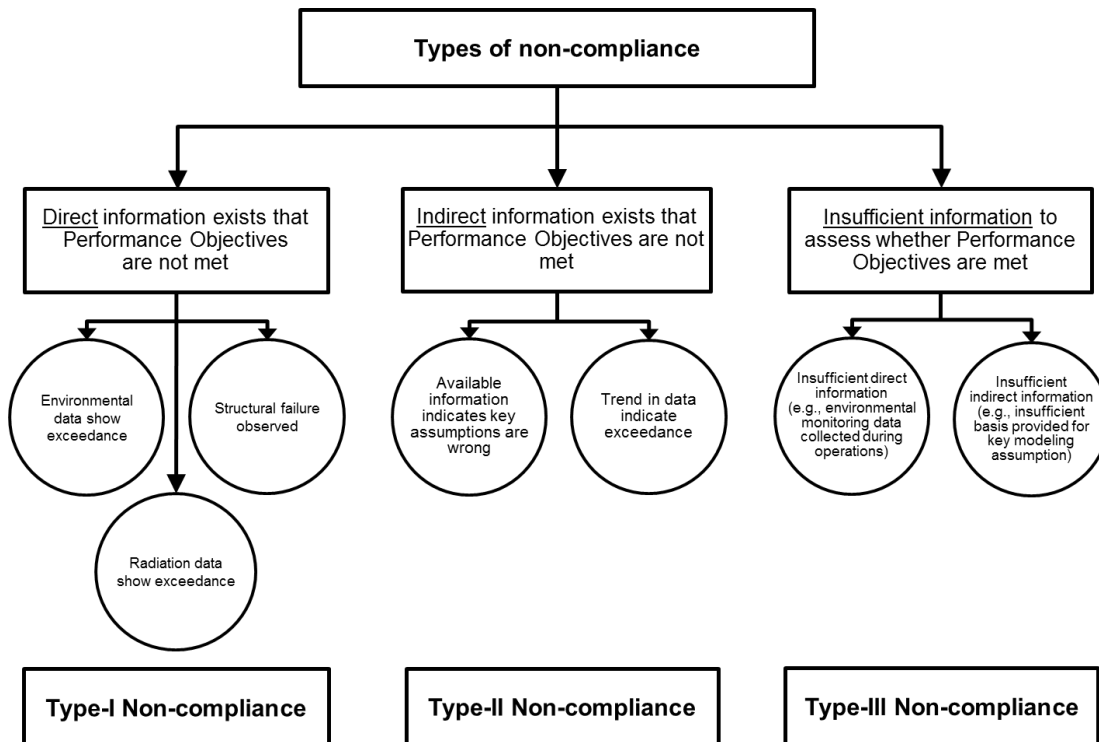 Types of non-compliance
Direct information exists that
Performance Objectives
are not met
Indirect information exists that
Performance Objectives are not
met
Insufficient information to
assess whether Performance
Objectives are met
Environmental
data show
exceedance
Structural failure
observed
Radiation data
show exceedance
Available
information
indicates key
assumptions are
wrong
Trend in data
indicate
exceedance
Insufficient direct
information
(e.g., environmental
monitoring data
collected during
operations)
Insufficient
indirect information
(e.g., insufficient
basis provided for
key modeling
assumption)
Type-I Non-compliance
Type-II Non-compliance
Type-III Non-compliance